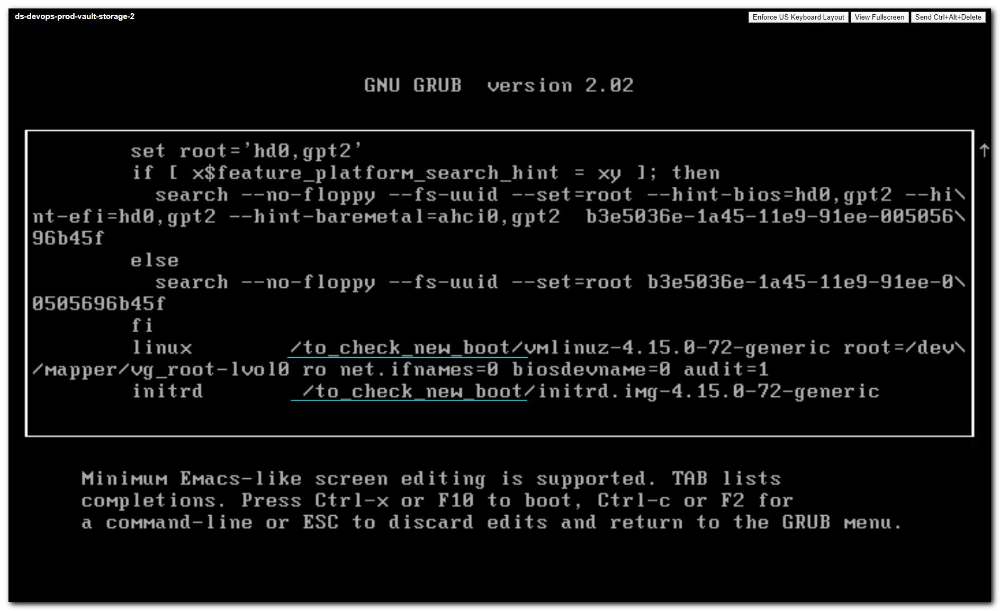 ds-devops-prod-vault-storage-2
Enforce US Keyboard Layout View Fullscreen Send Ctrl+Alt+Delete
GNU GRUB version 2.02
set root='hd0,gpt2'
if [ x$feature_platform_search_hint = xy ]; then
search --no-floppy --fs-uuid --set=root --hint-bios=hd0,gpt2 --hi\
nt-efi=hd0,gpt2 --hint-baremetal=ahci0,gpt2 b3e5036e-1a45-11e9-91ee-005056\
96b45f
else
search --no-floppy --fs-uuid --set=root b3e5036e-1a45-11e9-91ee-0\
0505696b45f
fi
linux /to_check_new_boot/vmlinuz-4.15.0-72-generic root=/dev\
/mapper/vg_root-lvol0 ro net.ifnames=0 biosdevname=0 audit=1
initrd /to_check_new_boot/initrd.img-4.15.0-72-generic
Minimum Emacs-like screen editing is supported. TAB lists
completions. Press Ctrl-x or F10 to boot, Ctrl-c or F2 for
a command-line or ESC to discard edits and return to the GRUB menu.